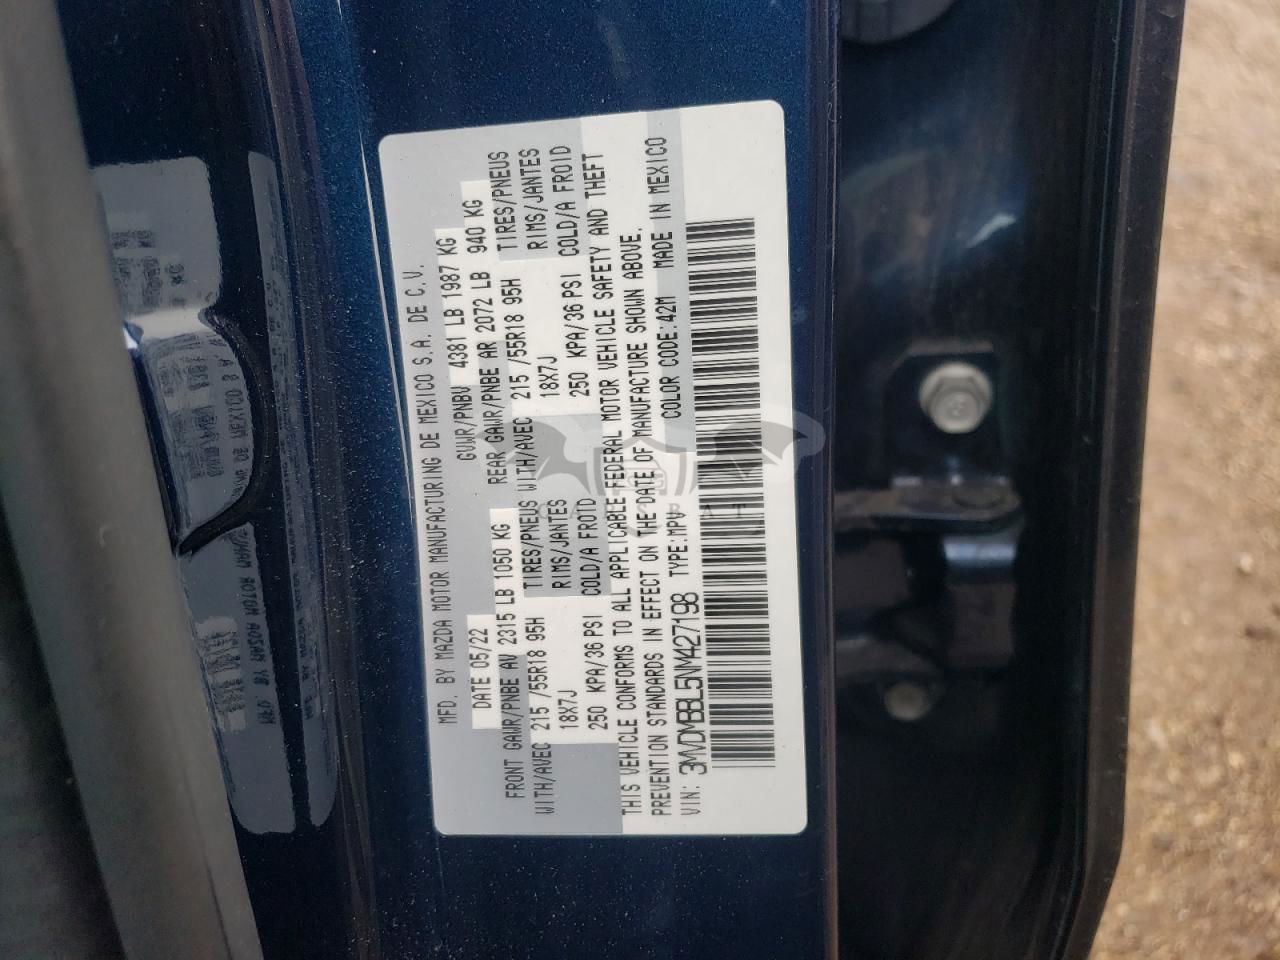 MFD. BY MAZDA MOTOR MANUFACTURING DE MEXICO S.A. DE C.V.
DATE 05/22 GVWR/PNBV 4381 LB 1987 KG
FRONT GAWR/PNBE AV 2315 LB 1050 KG REAR GAWR/PNBE AR 2072 LB 940 KG
WITH/AVEC 215 /55R18 95H TIRES/PNEUS WITH/AVEC 215 /55R18 95H TIRES/PNEUS
18X7J RIMS/JANTES 18X7J RIMS/JANTES
250 KPA/36 PSI COLD/A FROID 250 KPA/36 PSI COLD/A FROID
THIS VEHICLE CONFORMS TO ALL APPLICABLE FEDERAL MOTOR VEHICLE SAFETY AND THEFT
PREVENTION STANDARDS IN EFFECT ON THE DATE OF MANUFACTURE SHOWN ABOVE.
VIN: 3MVDMBBL5NM427198 TYPE:MPV COLOR CODE:42M MADE IN MEXICO